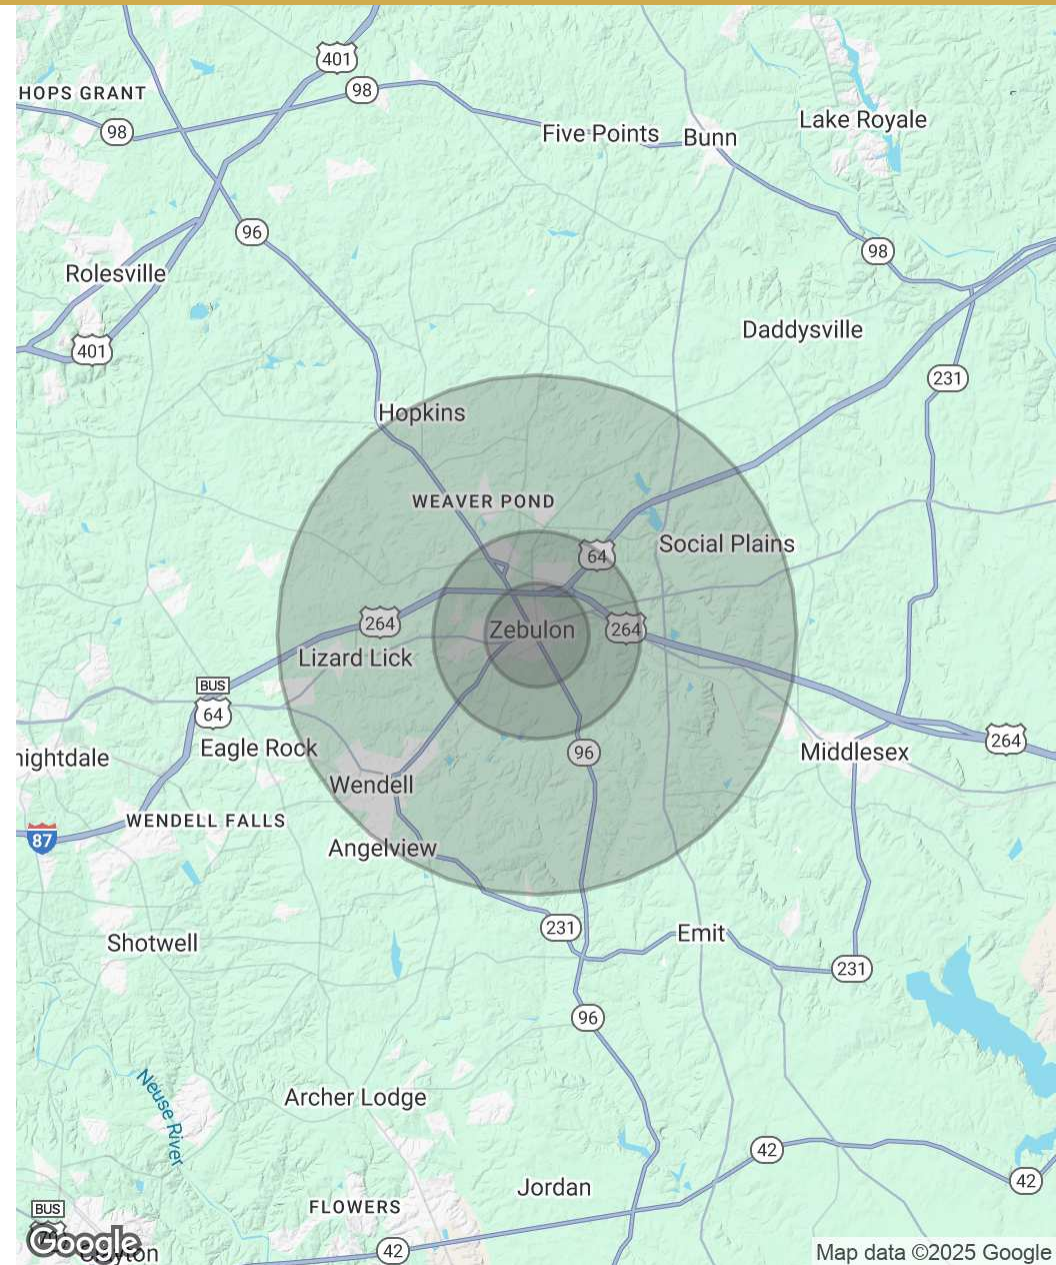 401
HOPS GRANT
98
98
Five Points
Bunn
Lake Royale
96
98
Rolesville
Daddysville
401
231
Hopkins
WEAVER POND
Social Plains
64
264
Zebulon
264
Lizard Lick
BUS
64
nightdale
Eagle Rock
96
Middlesex
264
Wendell
WENDELL FALLS
87
Angelview
231
Emit
Shotwell
231
96
Neuse River
Archer Lodge
42
42
Jordan
FLOWERS
BUS
Google
42
Map data ©2025 Google